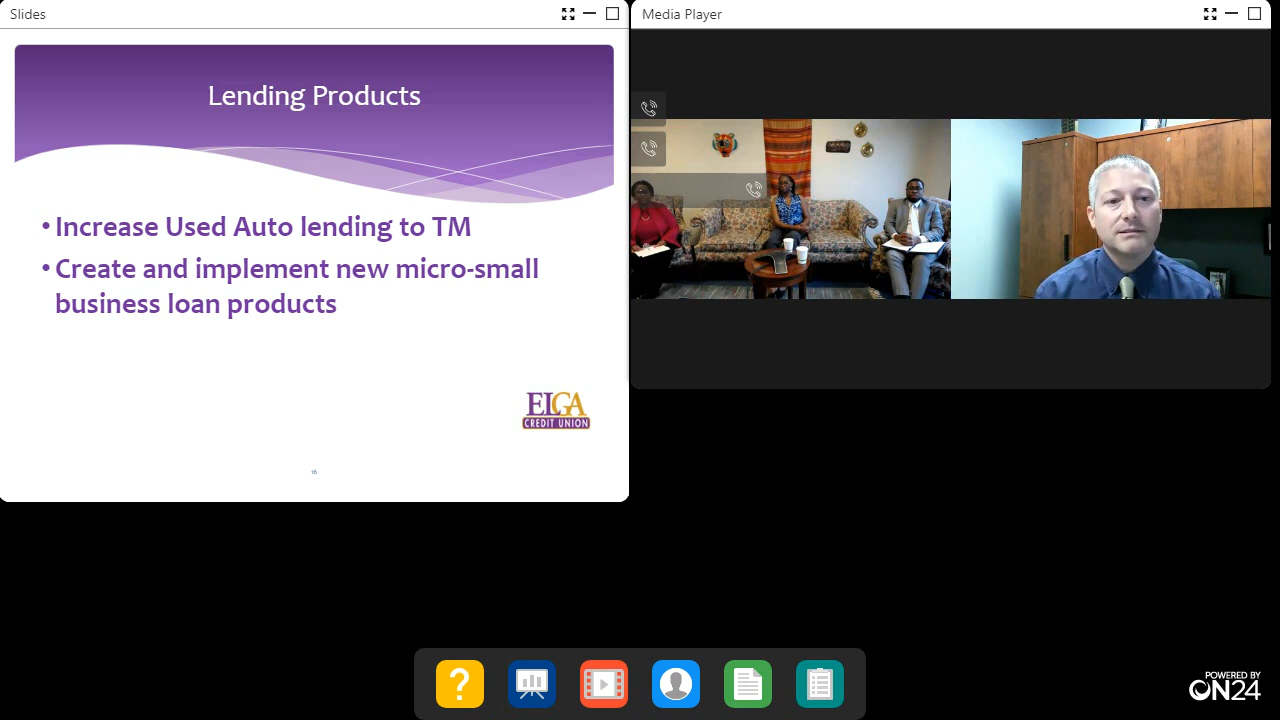 Slides
Media Player
Lending Products
• Increase Used Auto lending to TM
• Create and implement new micro-small
business loan products
ELGA
CREDIT UNION
16
?
POWERED BY
ON24